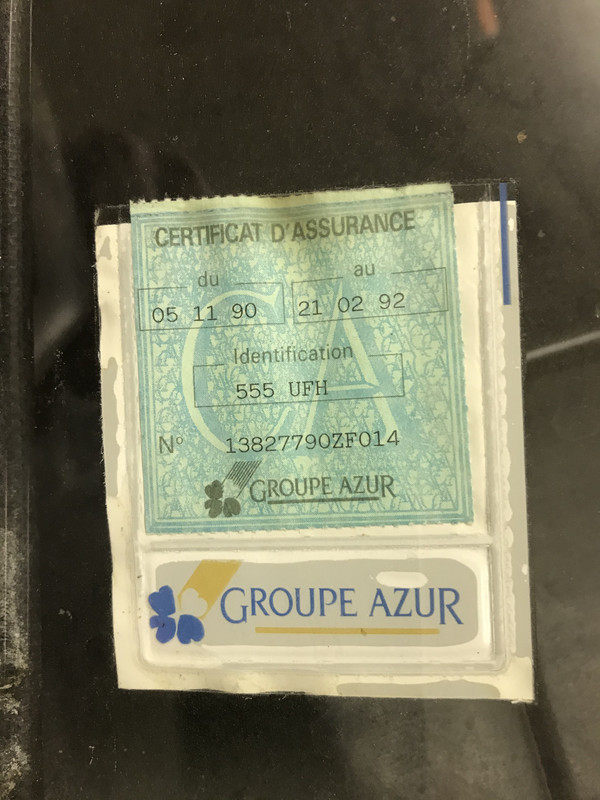 CERTIFICAT D'ASSURANCE
du au
05 11 90 21 02 92
Identification
555 UFH
N° 13827790ZF014
GROUPE AZUR
GROUPE AZUR